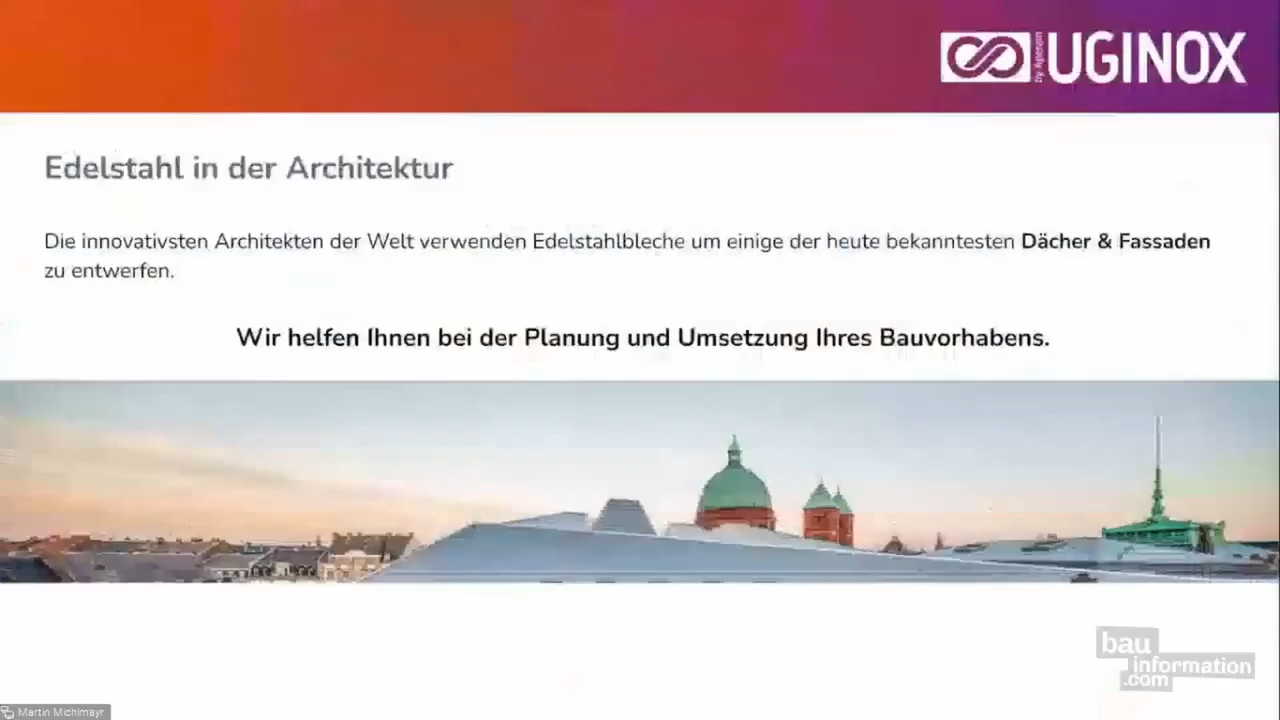 by Aperam
UGINOX
Edelstahl in der Architektur
Die innovativsten Architekten der Welt verwenden Edelstahlbleche um einige der heute bekanntesten Dächer & Fassaden
zu entwerfen.
Wir helfen Ihnen bei der Planung und Umsetzung Ihres Bauvorhabens.
bau
information
.com
Martin Michlmayr